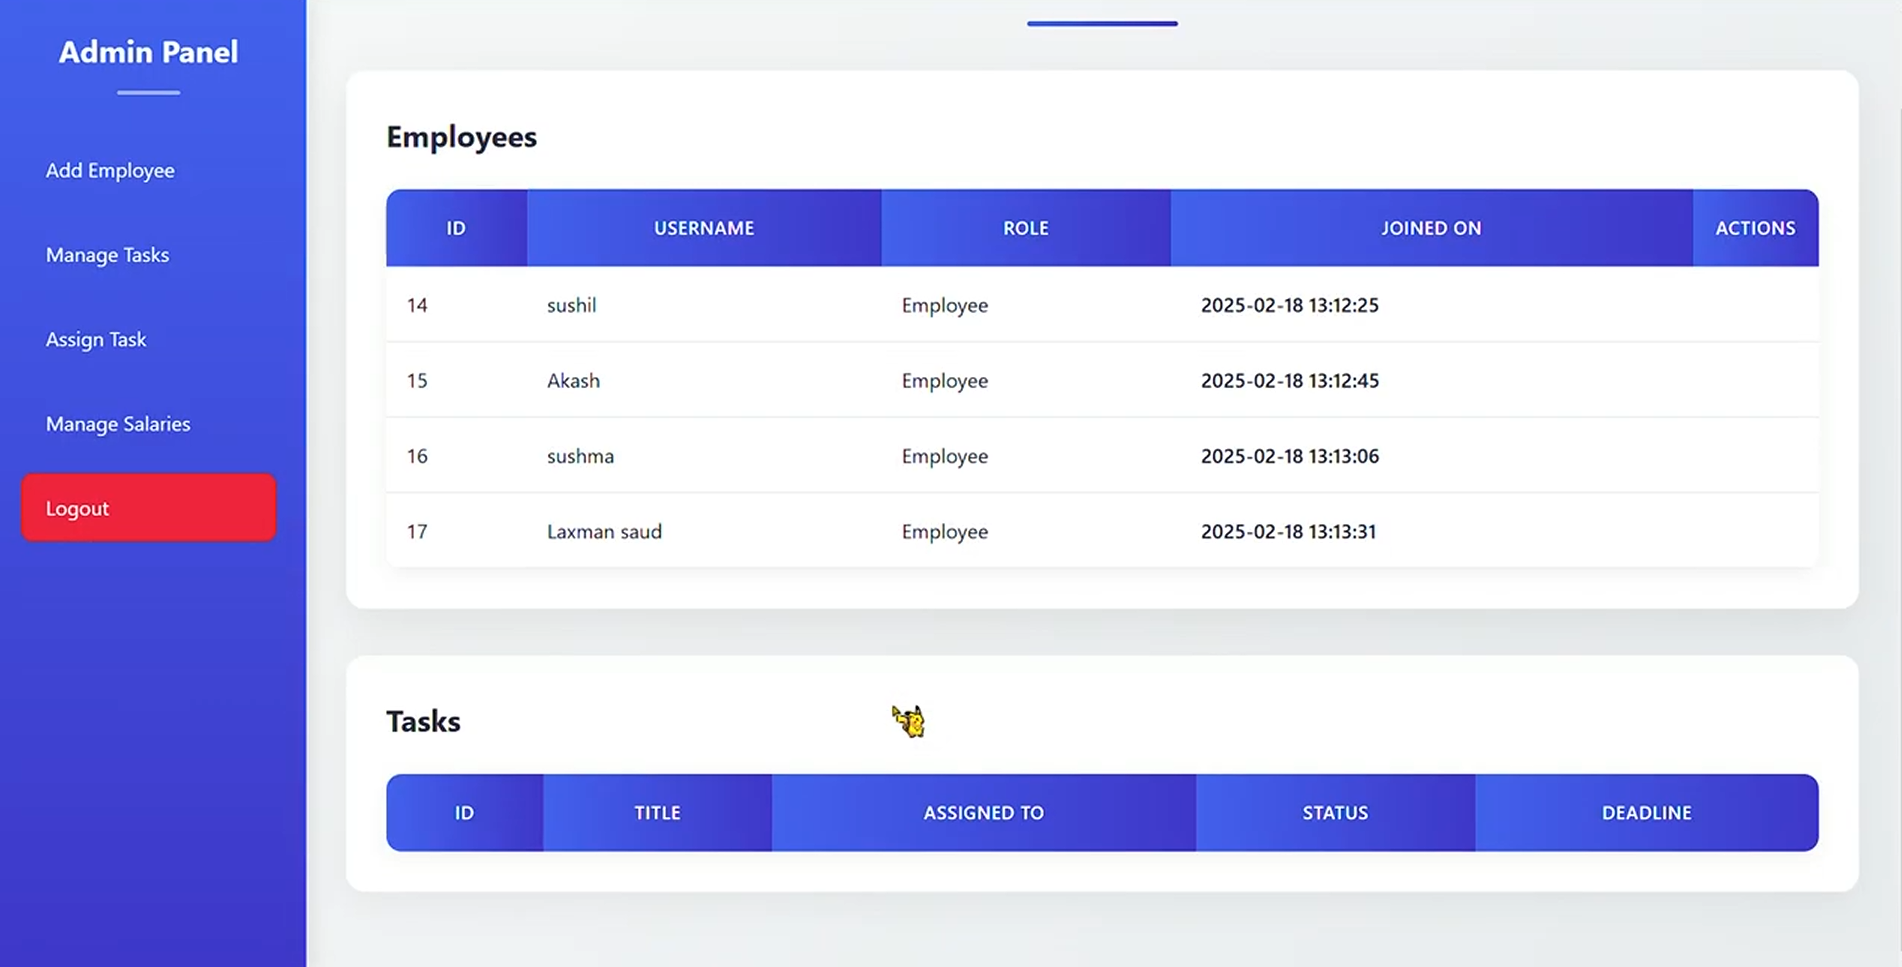 Admin Panel
Add Employee
Manage Tasks
Assign Task
Manage Salaries
Logout
Employees
ID USERNAME ROLE JOINED ON ACTIONS
14 sushil Employee 2025-02-18 13:12:25
15 Akash Employee 2025-02-18 13:12:45
16 sushma Employee 2025-02-18 13:13:06
17 Laxman saud Employee 2025-02-18 13:13:31
Tasks
ID TITLE ASSIGNED TO STATUS DEADLINE